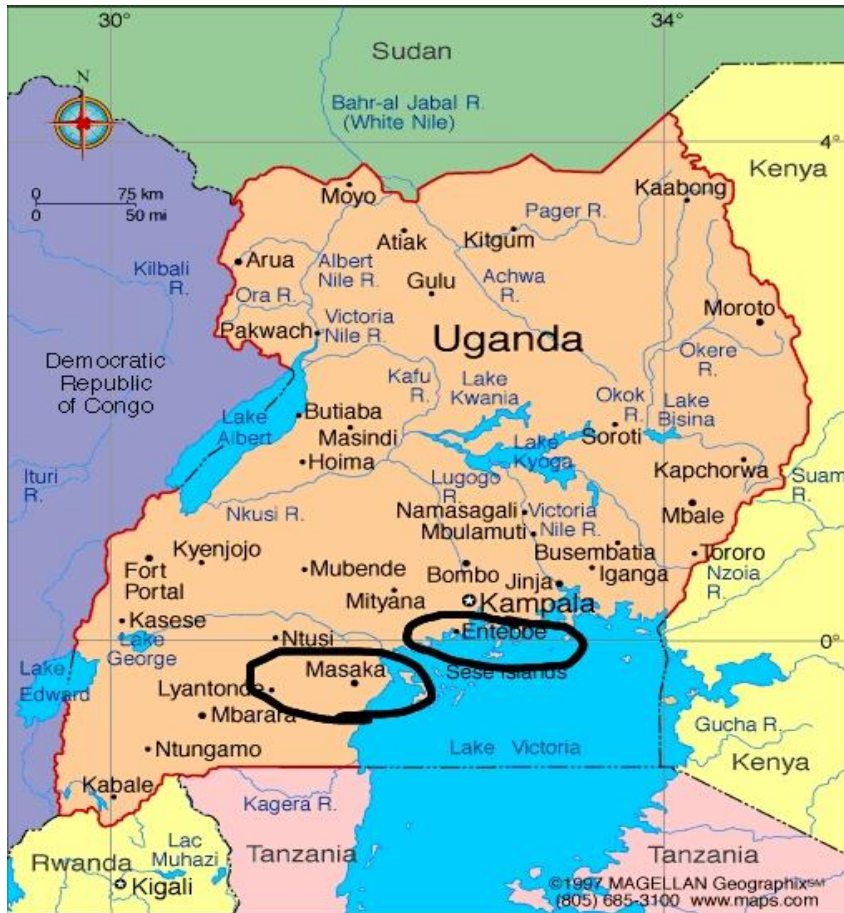 30°
34°
Sudan
N
Bahr-al Jabal R.
(White Nile)
4°
Kenya
0 75 km
0 50 mi
Moyo
Kaabong
Pager R.
Atiak
Kitgum
Arua
Albert
Nile R.
Kilbali
R.
Achwa
R.
Gulu
Ora R.
Moroto
Victoria
Nile R.
Pakwach
Uganda
Okere
R.
Democratic
Republic
of Congo
Kafu
R.
Lake
Kwania
Okok
R.
Lake
Bisina
Lake
Albert
Butiaba
Masindi
Soroti
Lake
Kyoga
Hoima
Kapchorwa
Ituri
R.
Lugogo
R.
Suam
R.
Nkusi R.
Namasagali
Victoria
Nile R.
Mbulamuti
Mbale
Kyenjojo
Busembatia
Tororo
Fort
Portal
Mubende
Bombo
Jinja
Iganga
Nzoia
R.
Mityana
Kampala
Kasese
Entebbe
Lake
George
Ntusi
0°
Lake
Edward
Masaka
Sese Islands
Lyantonde
Mbarara
Gucha R.
Ntungamo
Lake Victoria
Kenya
Kabale
Kagera R.
Lac
Muhazi
Rwanda
Tanzania
Tanzania
Kigali
©1997 MAGELLAN Geographix℠
(805) 685-3100 www.maps.com